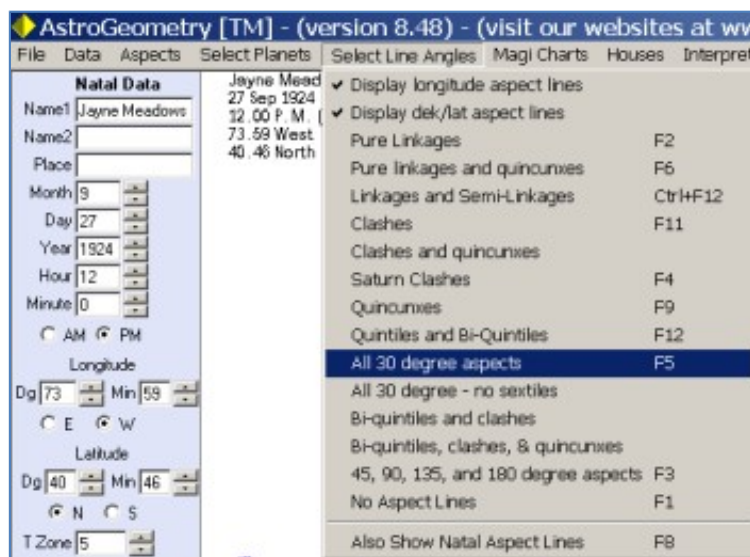 AstroGeometry [TM] - (version 8.48) - (visit our websites at ww
File Data Aspects Select Planets Select Line Angles Magi Charts Houses Interpret
Natal Data
Name1 Jayne Meadows
Name2
Place
Month 9
Day 27
Year 1924
Hour 12
Minute 0
AM PM
Longitude
Dg 73 Min 59
E W
Latitude
Dg 40 Min 46
N S
T Zone 5
Jayne Mead
27 Sep 1924
12.00 P.M. (
73.59 West
40.46 North
Display longitude aspect lines
Display dek/lat aspect lines
Pure Linkages F2
Pure linkages and quincunxes F6
Linkages and Semi-Linkages Ctrl+F12
Clashes F11
Clashes and quincunxes
Saturn Clashes F4
Quincunxes F9
Quintiles and Bi-Quintiles F12
All 30 degree aspects F5
All 30 degree - no sextiles
Bi-quintiles and clashes
Bi-quintiles, clashes, & quincunxes
45, 90, 135, and 180 degree aspects F3
No Aspect Lines F1
Also Show Natal Aspect Lines F8